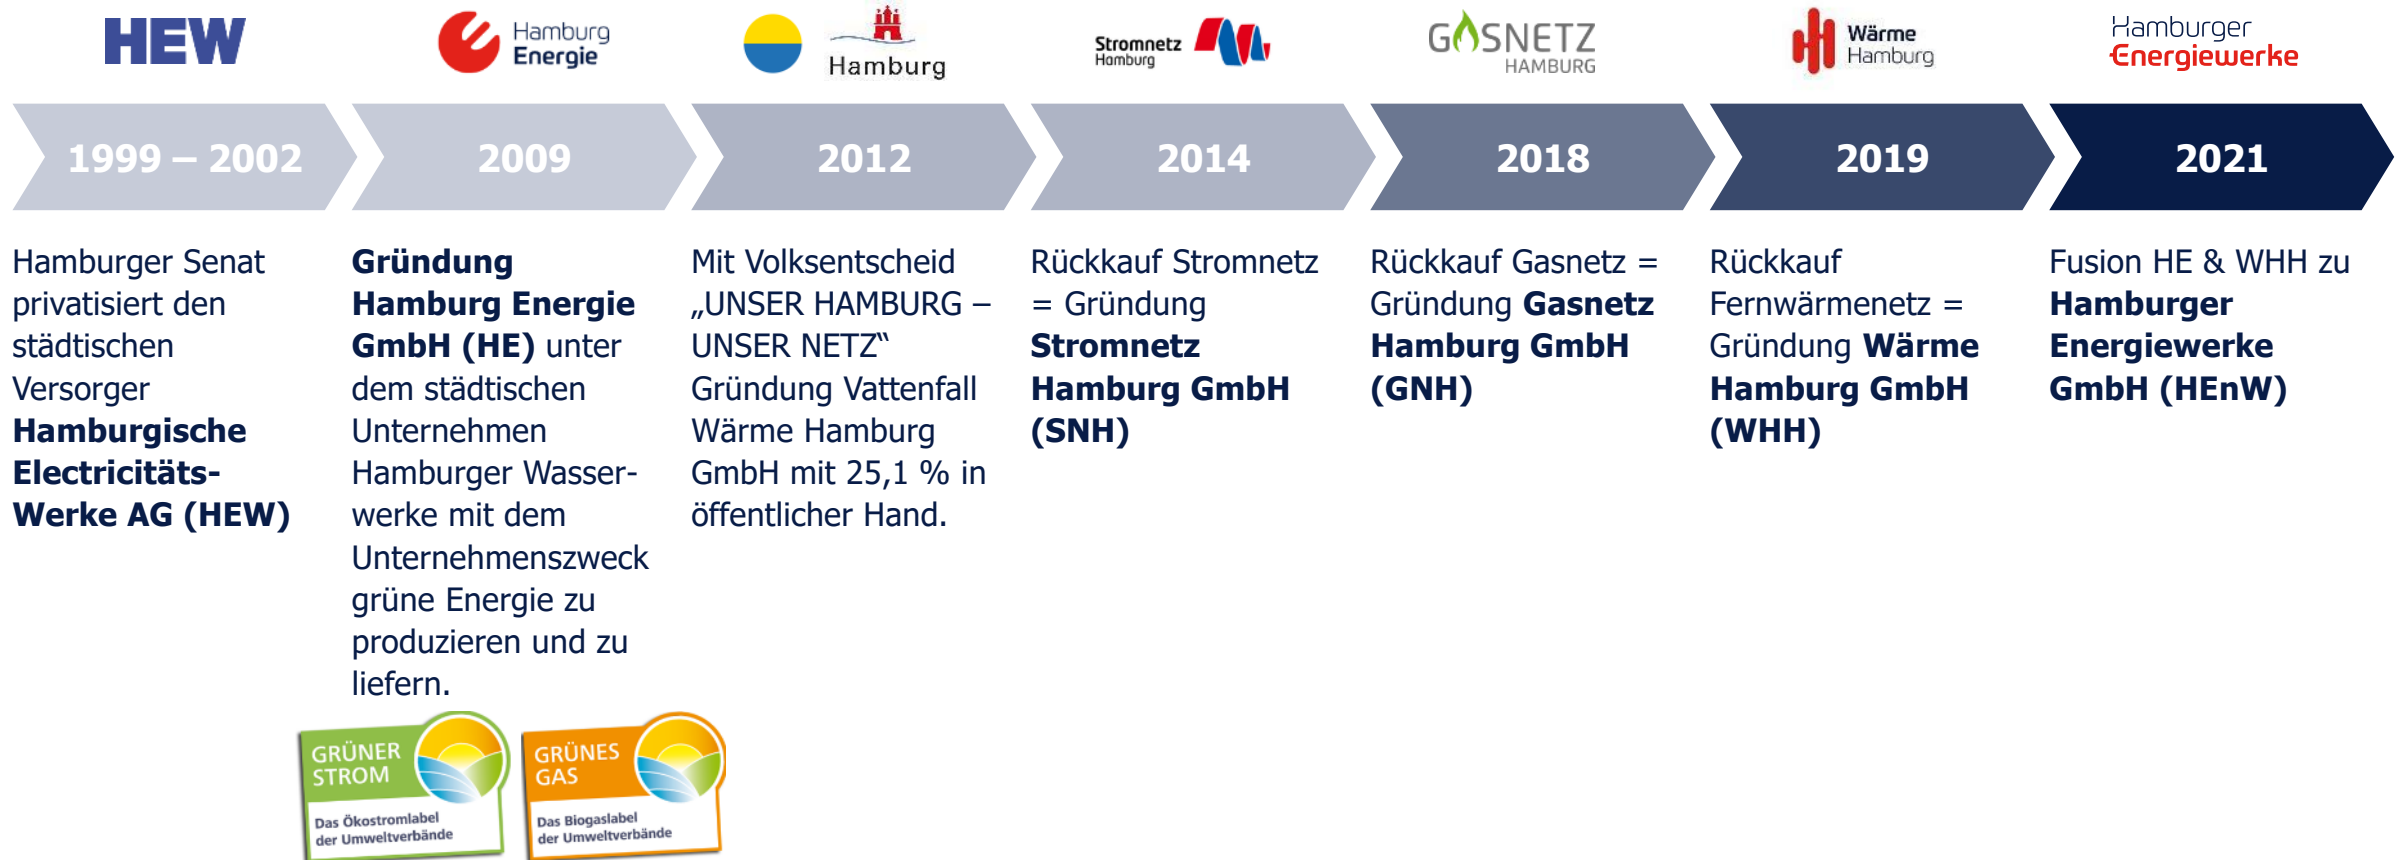 HEW
Hamburg
Energie
Hamburg
Stromnetz
Hamburg
GASNETZ
HAMBURG
Wärme
Hamburg
Hamburger
Energiewerke
1999 – 2002
2009
2012
2014
2018
2019
2021
Hamburger Senat
privatisiert den
städtischen
Versorger
Hamburgische
Electricitäts-
Werke AG (HEW)
Gründung
Hamburg Energie
GmbH (HE) unter
dem städtischen
Unternehmen
Hamburger Wasser-
werke mit dem
Unternehmenszweck
grüne Energie zu
produzieren und zu
liefern.
Mit Volksentscheid
„UNSER HAMBURG –
UNSER NETZ“
Gründung Vattenfall
Wärme Hamburg
GmbH mit 25,1 % in
öffentlicher Hand.
Rückkauf Stromnetz
= Gründung
Stromnetz
Hamburg GmbH
(SNH)
Rückkauf Gasnetz =
Gründung Gasnetz
Hamburg GmbH
(GNH)
Rückkauf
Fernwärmenetz =
Gründung Wärme
Hamburg GmbH
(WHH)
Fusion HE & WHH zu
Hamburger
Energiewerke
GmbH (HEnW)
GRÜNER
STROM
Das Ökostromlabel
der Umweltverbände
GRÜNES
GAS
Das Biogaslabel
der Umweltverbände